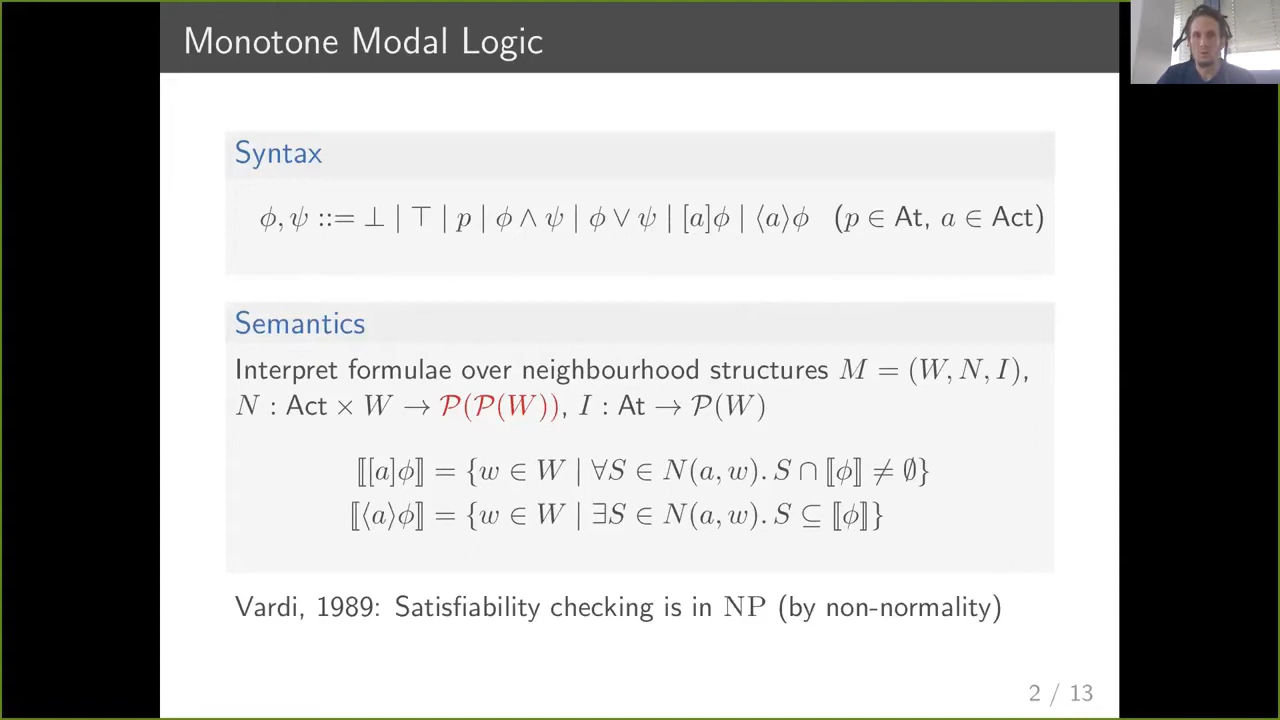 Monotone Modal Logic
Syntax
ϕ, ψ ::= ⊥ | ⊤ | p | ϕ ∧ ψ | ϕ ∨ ψ | [a]ϕ | ⟨a⟩ϕ (p ∈ At, a ∈ Act)
Semantics
Interpret formulae over neighbourhood structures M = (W, N, I),
N : Act × W → 𝒫(𝒫(W)), I : At → 𝒫(W)
⟦[a]ϕ⟧ = {w ∈ W | ∀S ∈ N(a, w). S ∩ ⟦ϕ⟧ ≠ ∅}
⟦⟨a⟩ϕ⟧ = {w ∈ W | ∃S ∈ N(a, w). S ⊆ ⟦ϕ⟧}
Vardi, 1989: Satisfiability checking is in NP (by non-normality)
2 / 13